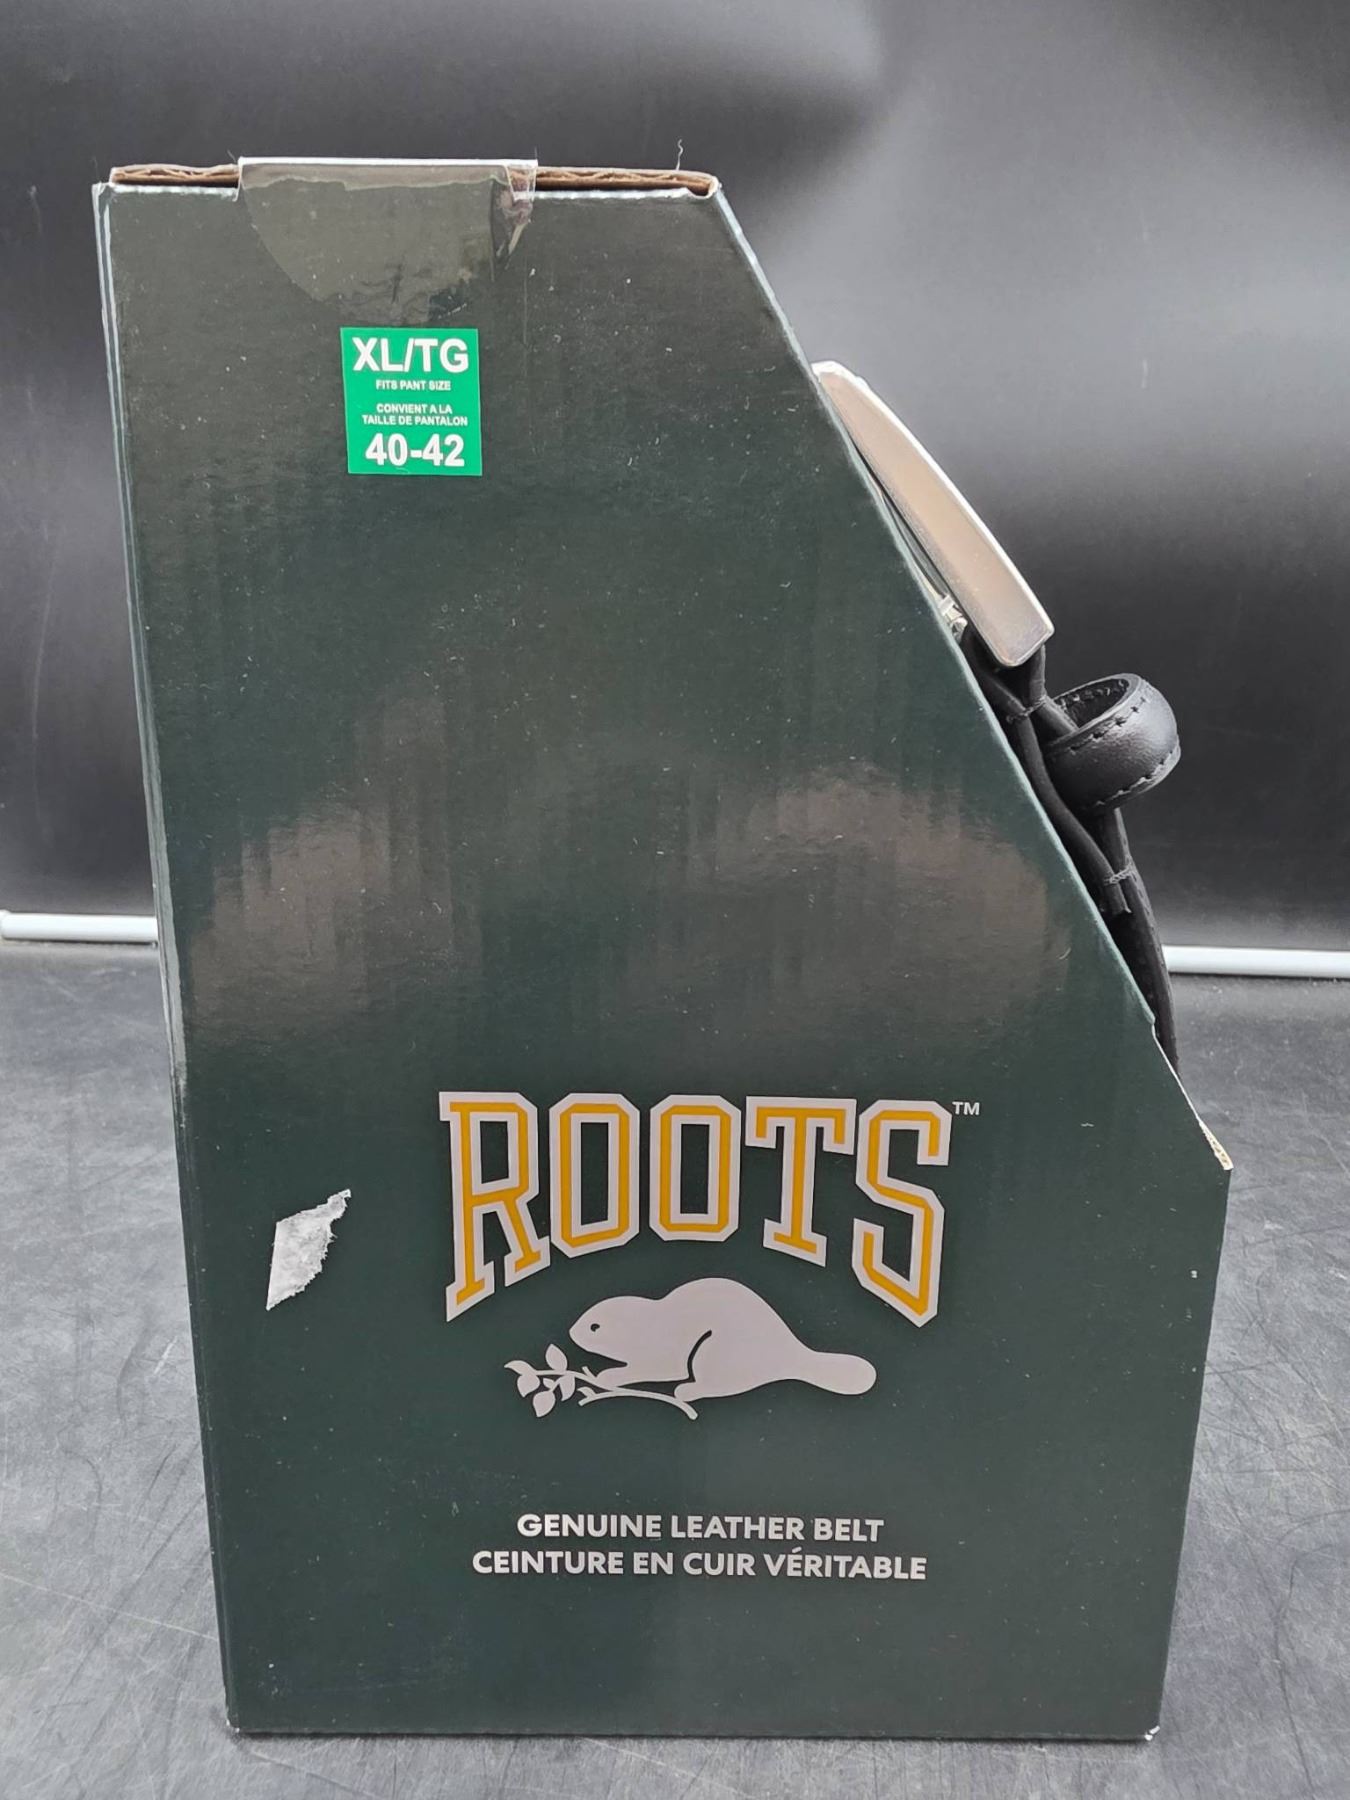 XL/TG
FITS PANT SIZE
CONVIENT A LA
TAILLE DE PANTALON
40-42
ROOTS™
GENUINE LEATHER BELT
CEINTURE EN CUIR VÉRITABLE